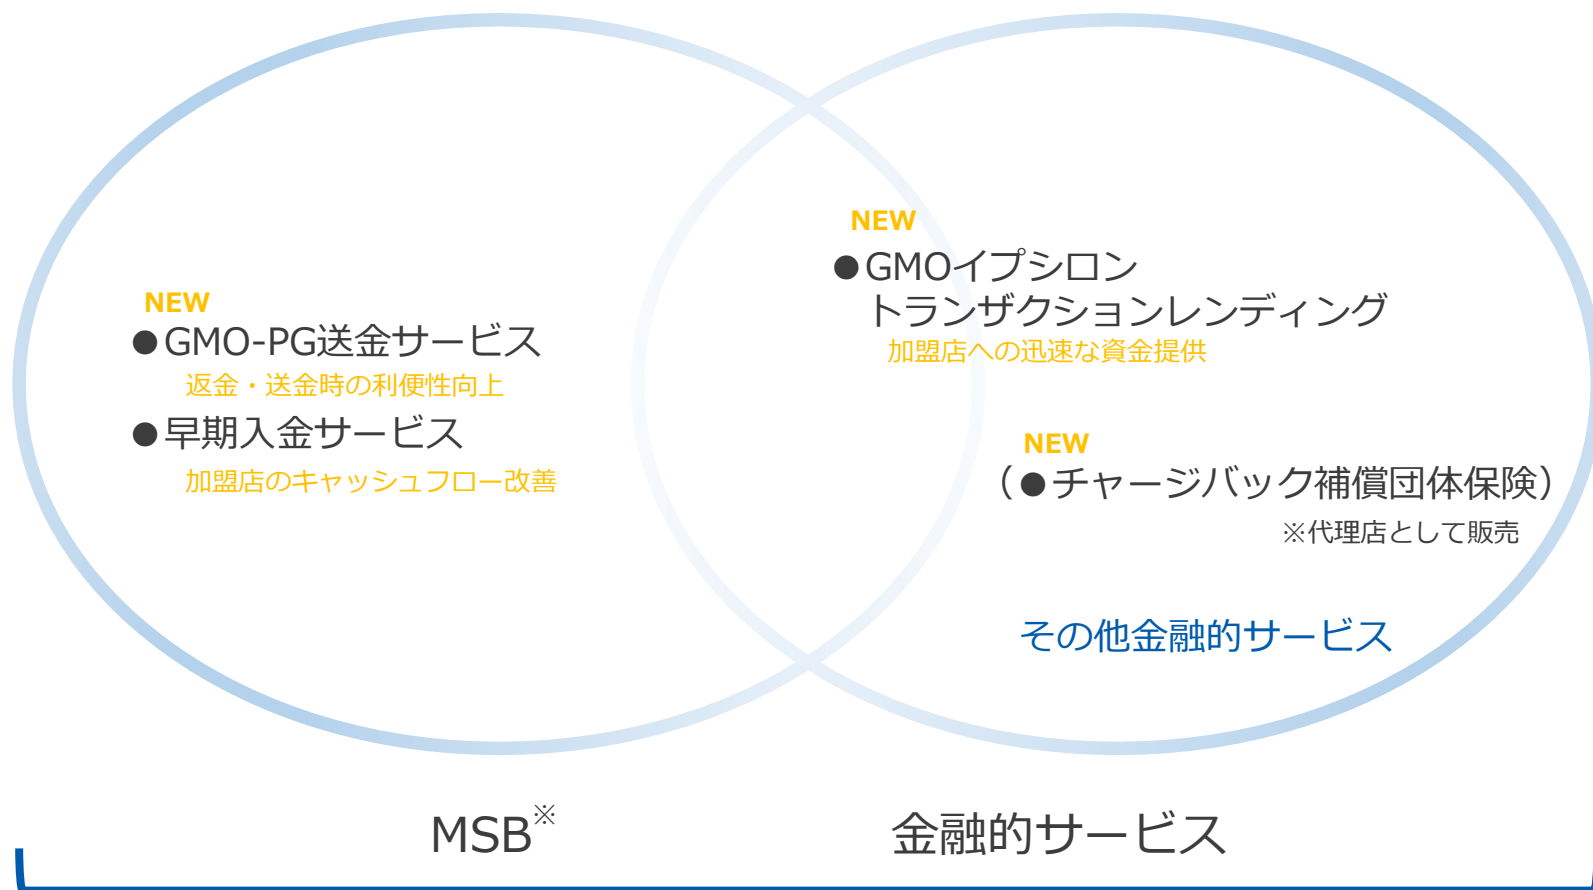 NEW
●GMO-PG送金サービス
返金・送金時の利便性向上
●早期入金サービス
加盟店のキャッシュフロー改善
NEW
●GMOイプシロン
トランザクションレンディング
加盟店への迅速な資金提供
NEW
（●チャージバック補償団体保険）
※代理店として販売
その他金融的サービス
MSB※
金融的サービス